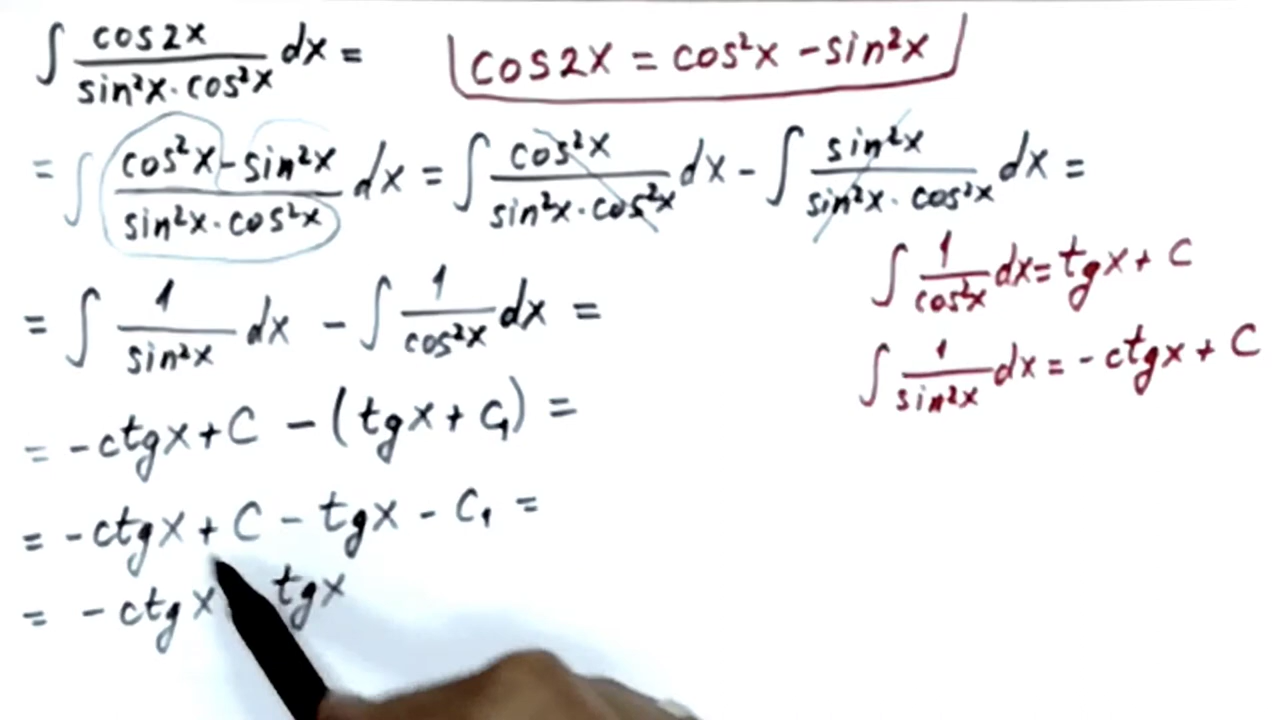 ∫ cos2x / (sin²x · cos²x) dx =
cos2x = cos²x - sin²x
= ∫ (cos²x - sin²x) / (sin²x · cos²x) dx = ∫ cos²x / (sin²x · cos²x) dx - ∫ sin²x / (sin²x · cos²x) dx =
∫ 1 / cos²x dx = tgx + C
= ∫ 1 / sin²x dx - ∫ 1 / cos²x dx =
∫ 1 / sin²x dx = - ctgx + C
= -ctgx + C - (tgx + C₁) =
= -ctgx + C - tgx - C₁ =
= - ctgx tgx